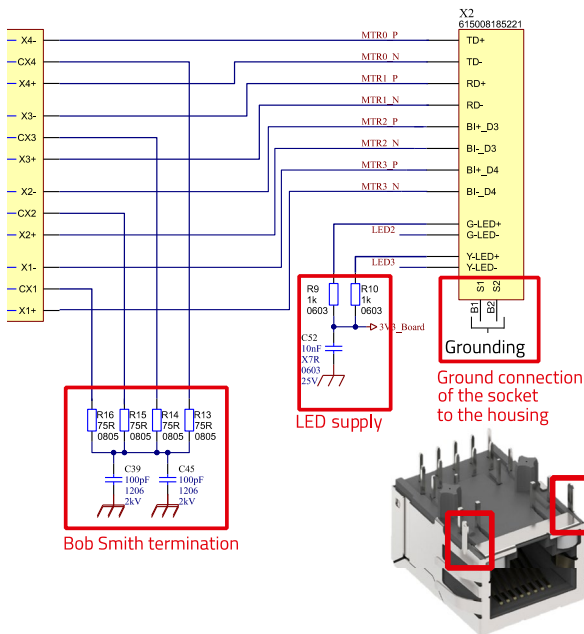 X2
615008185221
X4-
CX4
X4+
X3-
CX3
X3+
X2-
CX2
X2+
X1-
CX1
X1+
MTR0_P
MTR0_N
MTR1_P
MTR1_N
MTR2_P
MTR2_N
MTR3_P
MTR3_N
LED2
LED3
TD+
TD-
RD+
RD-
BI+_D3
BI-_D3
BI+_D4
BI-_D4
G-LED+
G-LED-
Y-LED+
Y-LED-
S1
S2
B1
B2
Grounding
Ground connection
of the socket
to the housing
R9
1k
0603
R10
1k
0603
3V3_Board
C52
10nF
X7R
0603
25V
LED supply
R16
75R
0805
R15
75R
0805
R14
75R
0805
R13
75R
0805
C39
100pF
1206
2kV
C45
100pF
1206
2kV
Bob Smith termination